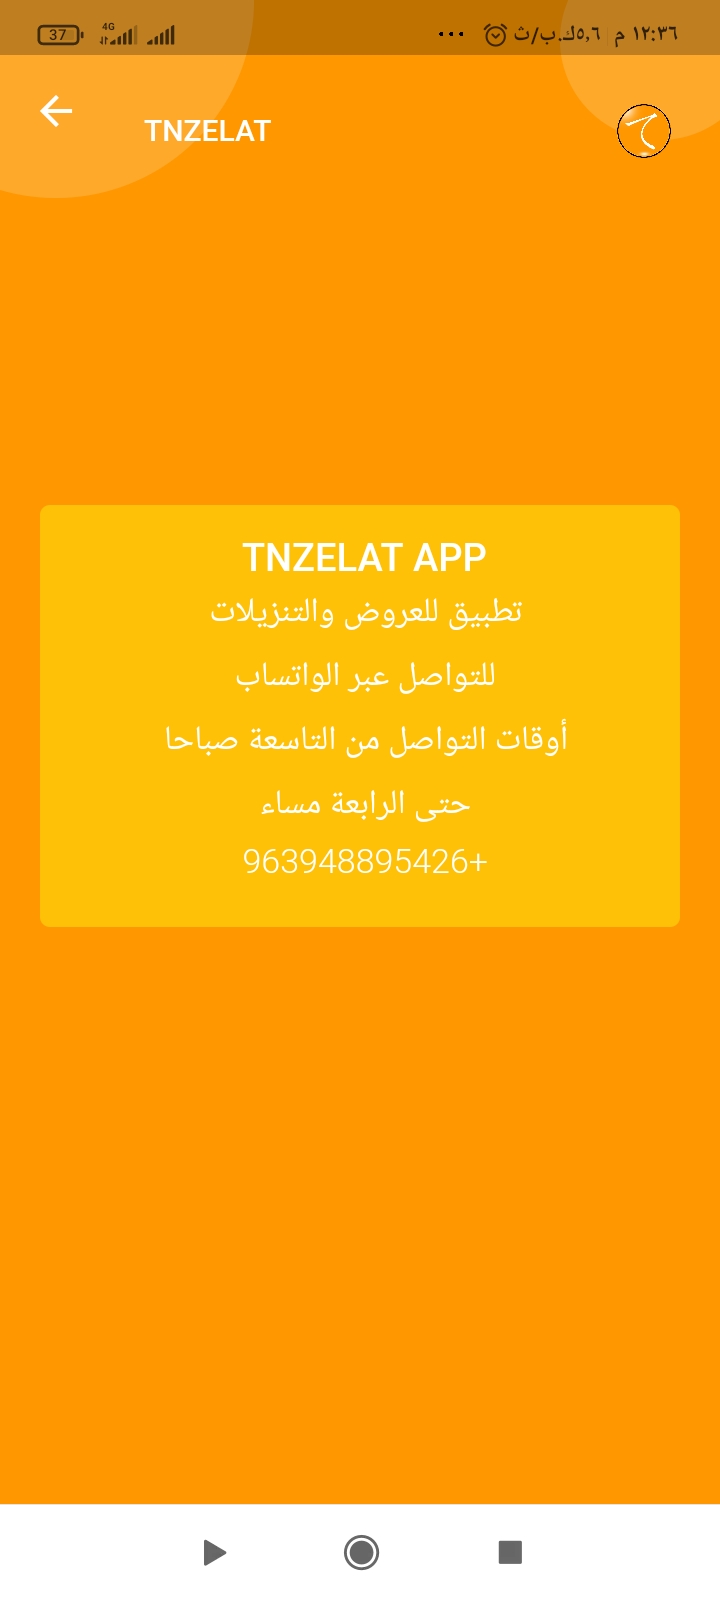 ١٢:٣٦ م | ٥,٦ك.ب/ث ...
4G
37
TNZELAT
TNZELAT APP
تطبيق للعروض والتنزيلات
للتواصل عبر الواتساب
أوقات التواصل من التاسعة صباحا
حتى الرابعة مساء
963948895426+